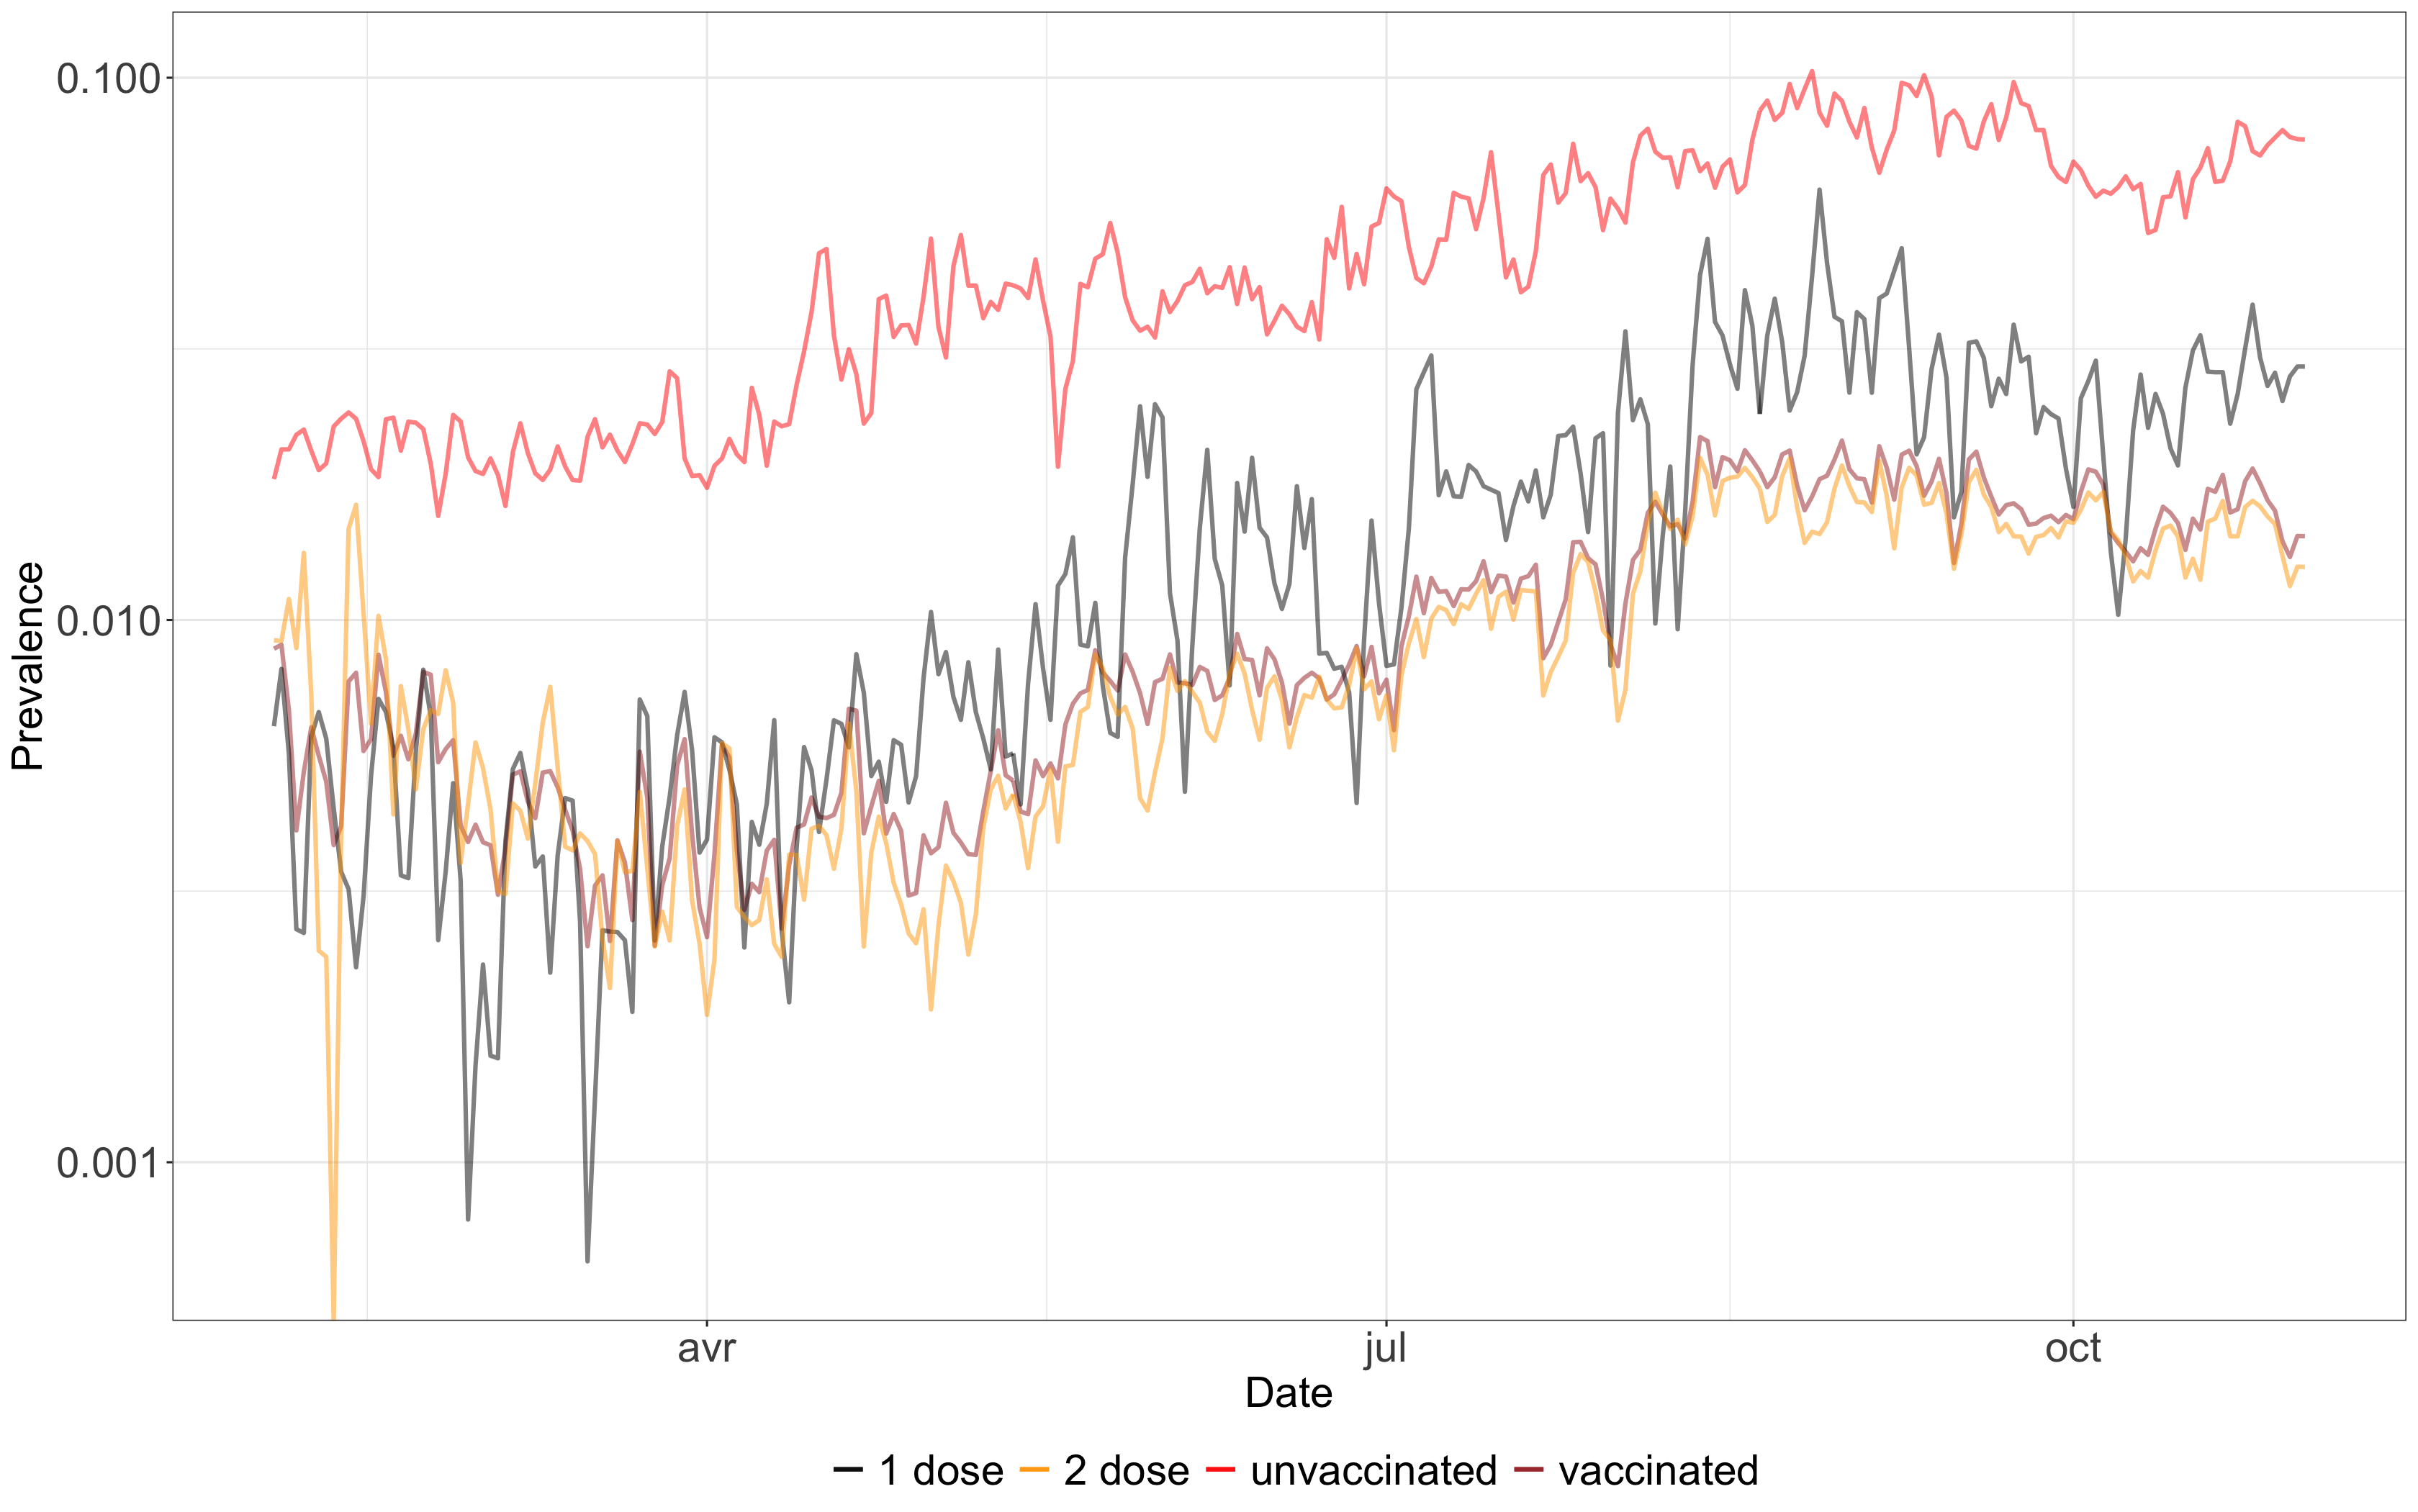 Prevalence
0.100
0.010
0.001
avr jul oct
Date
1 dose 2 dose unvaccinated vaccinated